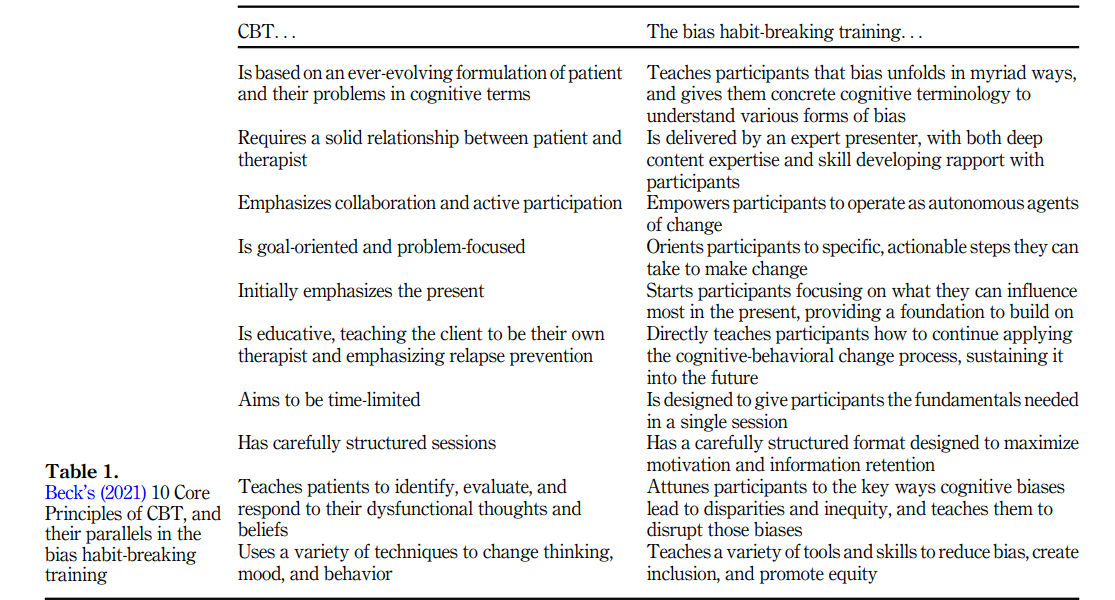 CBT...
The bias habit-breaking training...
Is based on an ever-evolving formulation of patient
and their problems in cognitive terms
Teaches participants that bias unfolds in myriad ways,
and gives them concrete cognitive terminology to
understand various forms of bias
Requires a solid relationship between patient and
therapist
Is delivered by an expert presenter, with both deep
content expertise and skill developing rapport with
participants
Emphasizes collaboration and active participation
Empowers participants to operate as autonomous agents
of change
Is goal-oriented and problem-focused
Orients participants to specific, actionable steps they can
take to make change
Initially emphasizes the present
Starts participants focusing on what they can influence
most in the present, providing a foundation to build on
Is educative, teaching the client to be their own
therapist and emphasizing relapse prevention
Directly teaches participants how to continue applying
the cognitive-behavioral change process, sustaining it
into the future
Aims to be time-limited
Is designed to give participants the fundamentals needed
in a single session
Has carefully structured sessions
Has a carefully structured format designed to maximize
motivation and information retention
Teaches patients to identify, evaluate, and
respond to their dysfunctional thoughts and
beliefs
Attunes participants to the key ways cognitive biases
lead to disparities and inequity, and teaches them to
disrupt those biases
Uses a variety of techniques to change thinking,
mood, and behavior
Teaches a variety of tools and skills to reduce bias, create
inclusion, and promote equity
Table 1.
Beck's (2021) 10 Core
Principles of CBT, and
their parallels in the
bias habit-breaking
training